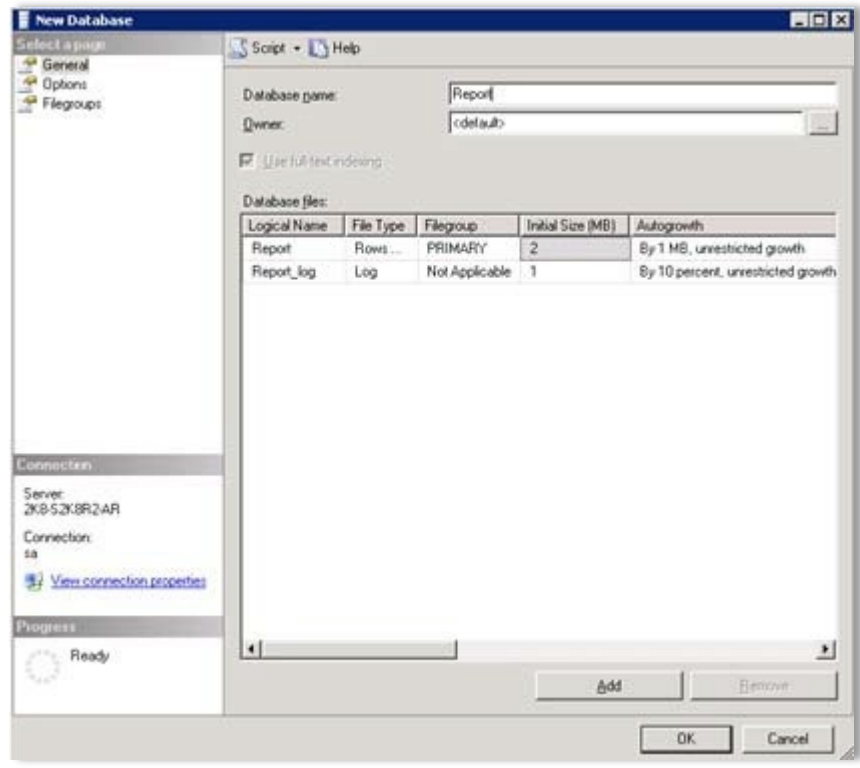 New Database
Select a page
General
Options
Filegroups
Script Help
Database name: Report
Owner: <default> ...
Use full-text indexing
Database files:
Logical Name File Type Filegroup Initial Size (MB) Autogrowth
Report Rows ... PRIMARY 2 By 1 MB, unrestricted growth
Report_log Log Not Applicable 1 By 10 percent, unrestricted growth
Connection
Server:
2K8-S2K8R2-AR
Connection:
sa
View connection properties
Progress
Ready
Add Remove
OK Cancel